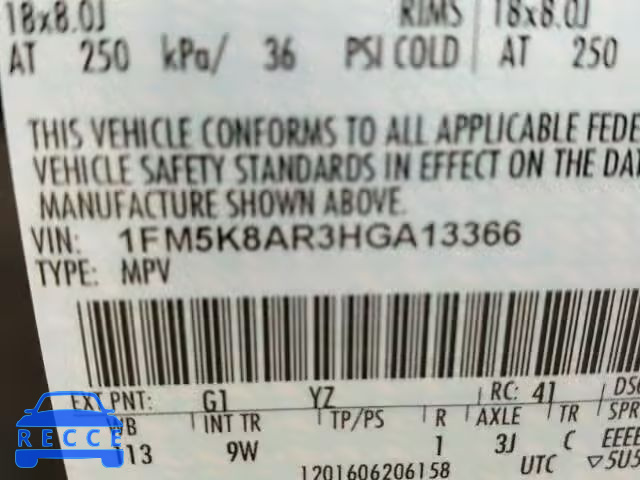 18x8.0J RIMS 18x8.0J
AT 250 kPa/ 36 PSI COLD AT 250
THIS VEHICLE CONFORMS TO ALL APPLICABLE FEDE
VEHICLE SAFETY STANDARDS IN EFFECT ON THE DAT
MANUFACTURE SHOWN ABOVE.
VIN: 1FM5K8AR3HGA13366
TYPE: MPV
EXT PNT: G1 YZ RC: 41 DSO
WB INT TR TP/PS R AXLE TR SPR
113 9W 1 3J C EEEE
1201606206158 UTC ▽5U5
RECCE